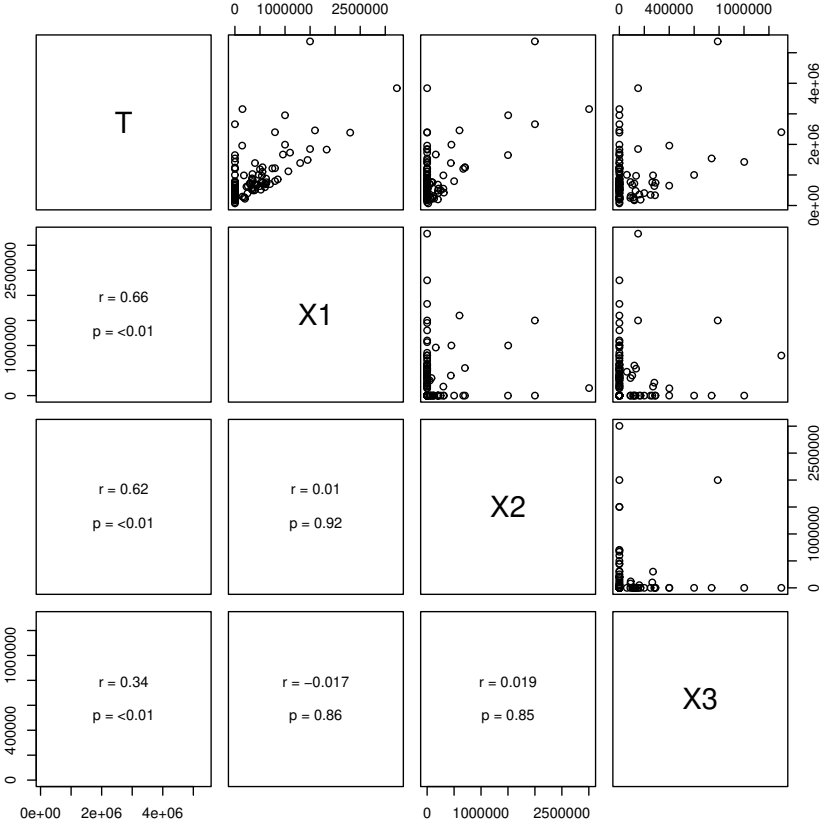 0 1000000 2500000 0 400000 1000000
T
0e+00 2e+06 4e+06
0 1000000 2500000
r = 0.66
p = <0.01
X1
r = 0.62
p = <0.01
r = 0.01
p = 0.92
X2
0 1000000 2500000
0 400000 1000000
r = 0.34
p = <0.01
r = −0.017
p = 0.86
r = 0.019
p = 0.85
X3
0e+00 2e+06 4e+06 0 1000000 2500000